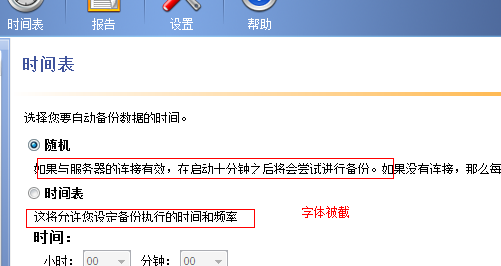 时间表 报告 设置 帮助
时间表
选择您要自动备份数据的时间。
随机
如果与服务器的连接有效，在启动十分钟之后将会尝试进行备份。如果没有连接，那么每
时间表
这将允许您设定备份执行的时间和频率
字体被截
时间：
小时： 00 分钟： 00